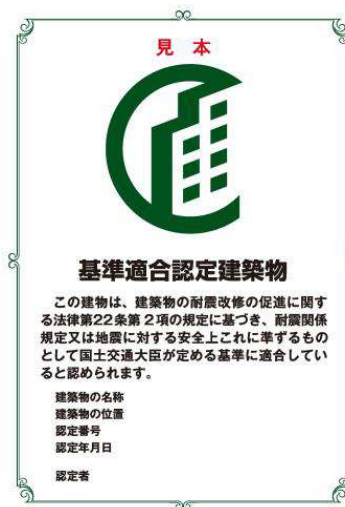 見 本
基準適合認定建築物
この建物は、建築物の耐震改修の促進に関す
る法律第22条第2項の規定に基づき、耐震関係
規定又は地震に対する安全上これに準ずるもの
として国土交通大臣が定める基準に適合してい
ると認められます。
建築物の名称
建築物の位置
認定番号
認定年月日
認定者